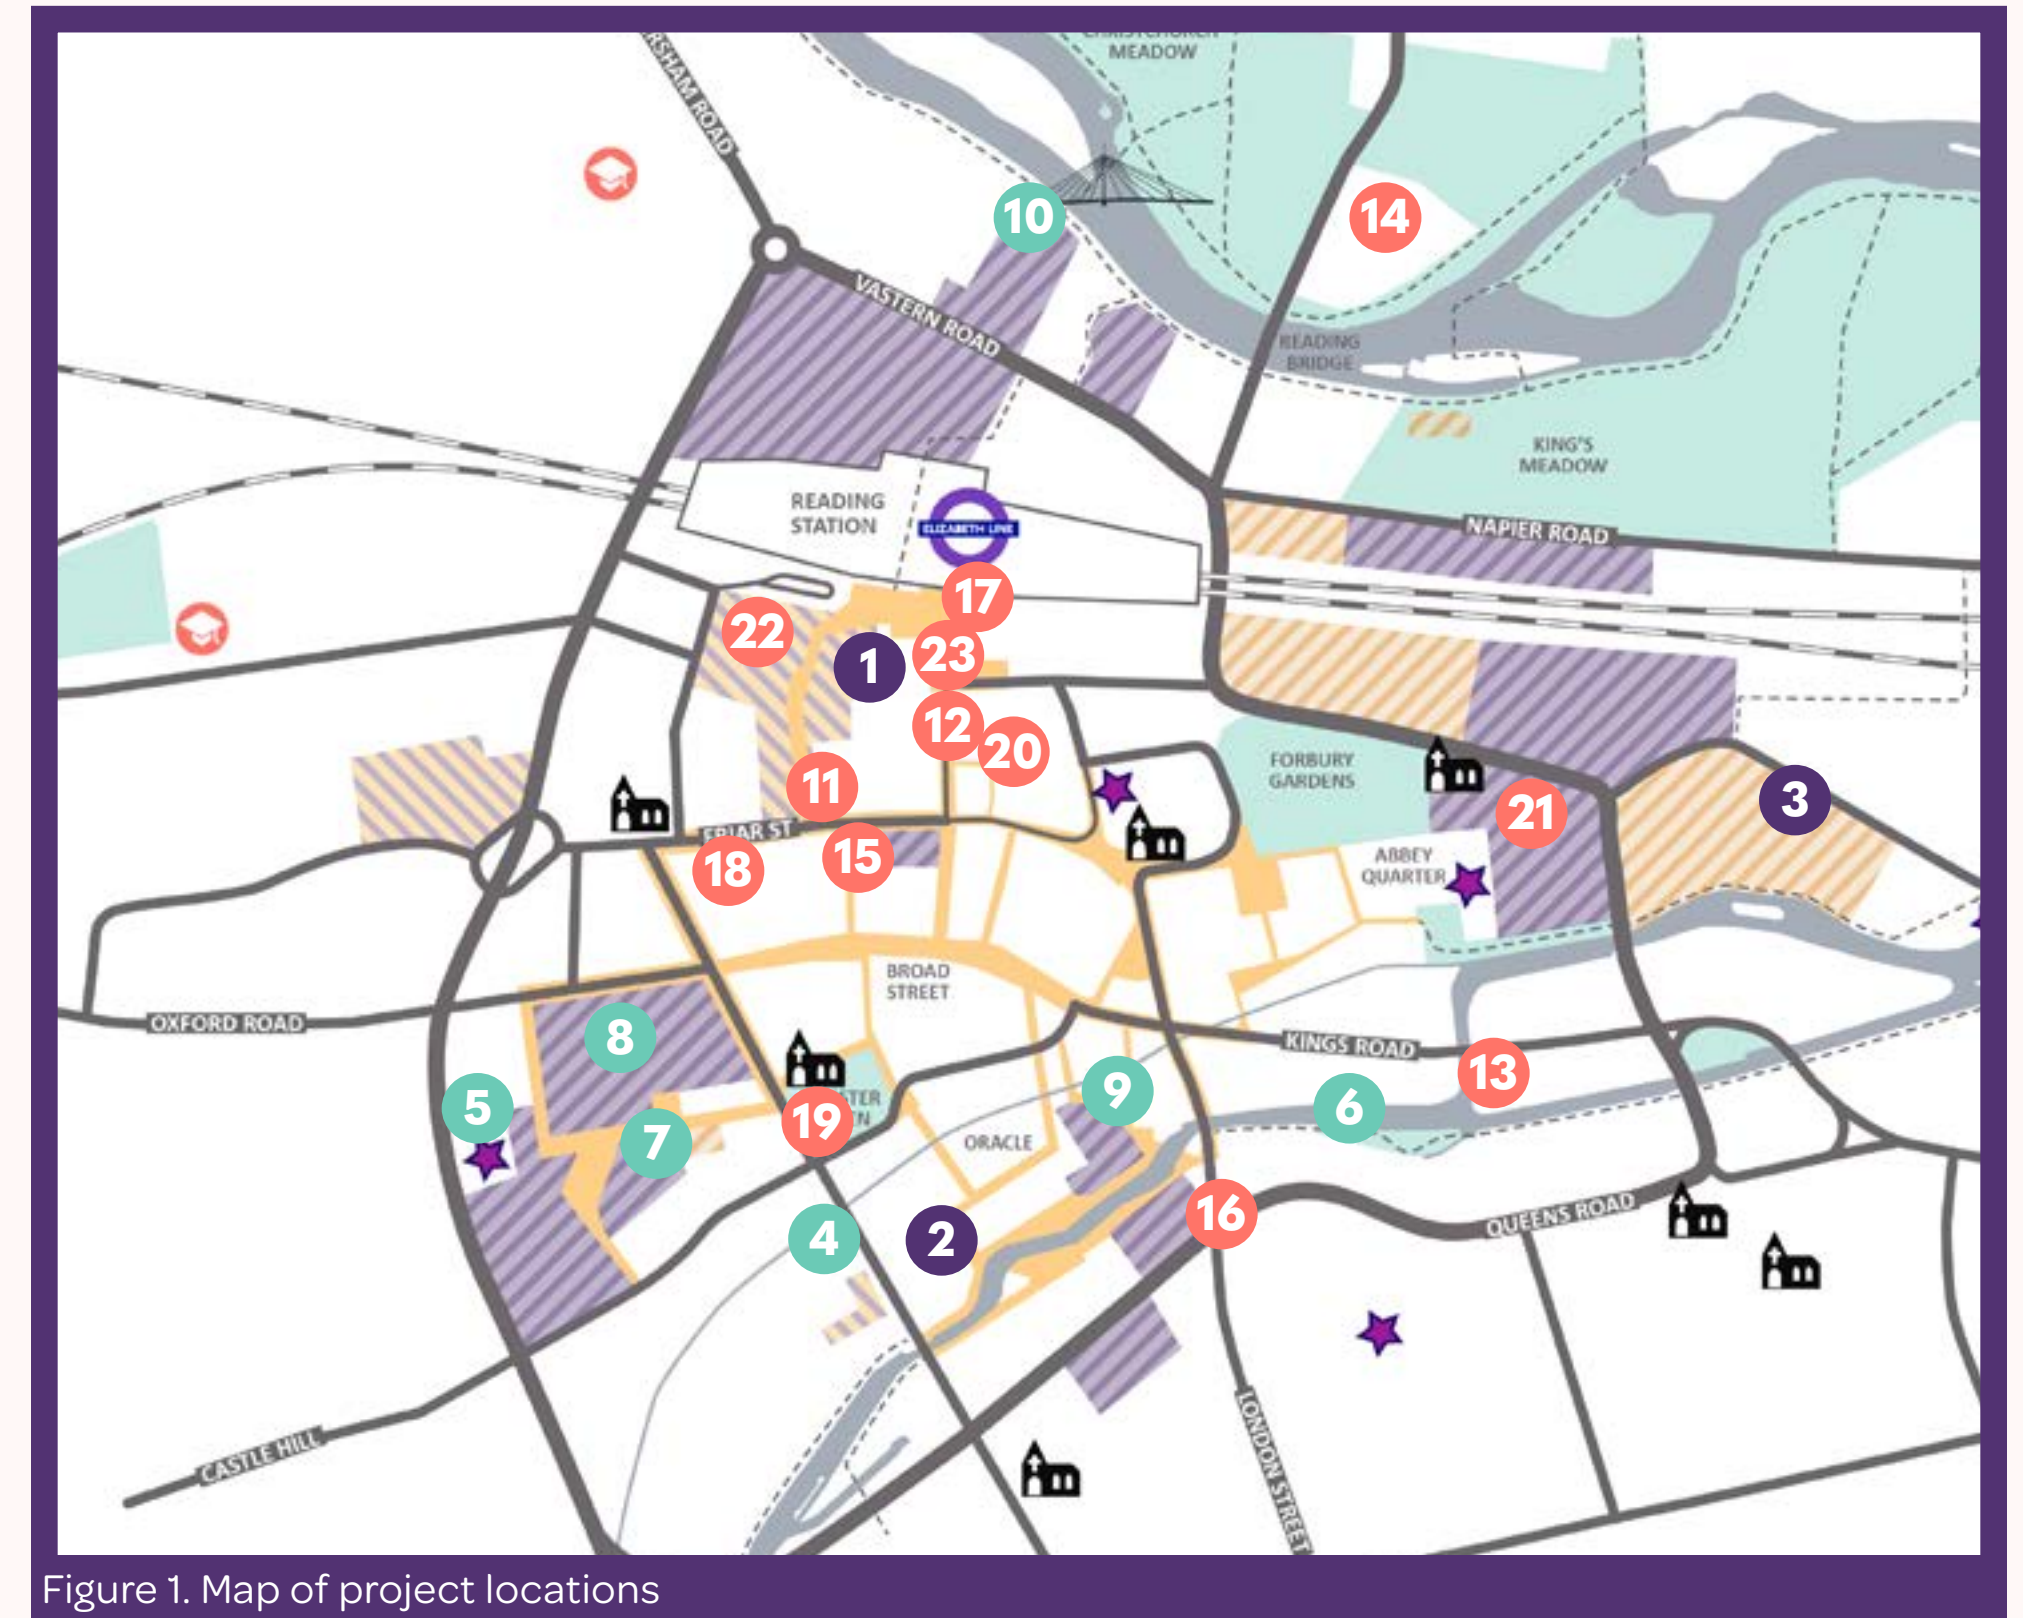 MEADOW
10
14
VASTERN ROAD
READING
BRIDGE
KING'S
MEADOW
READING
STATION
ELIZABETH LINE
NAPIER ROAD
17
22
1
23
12
20
11
FORBURY
GARDENS
3
21
FRIAR ST
18
15
ABBEY
QUARTER
BROAD
STREET
OXFORD ROAD
8
KINGS ROAD
13
5
9
6
19
7
ORACLE
4
2
16
QUEENS ROAD
CASTLE HILL
LONDON STREET
Figure 1. Map of project locations